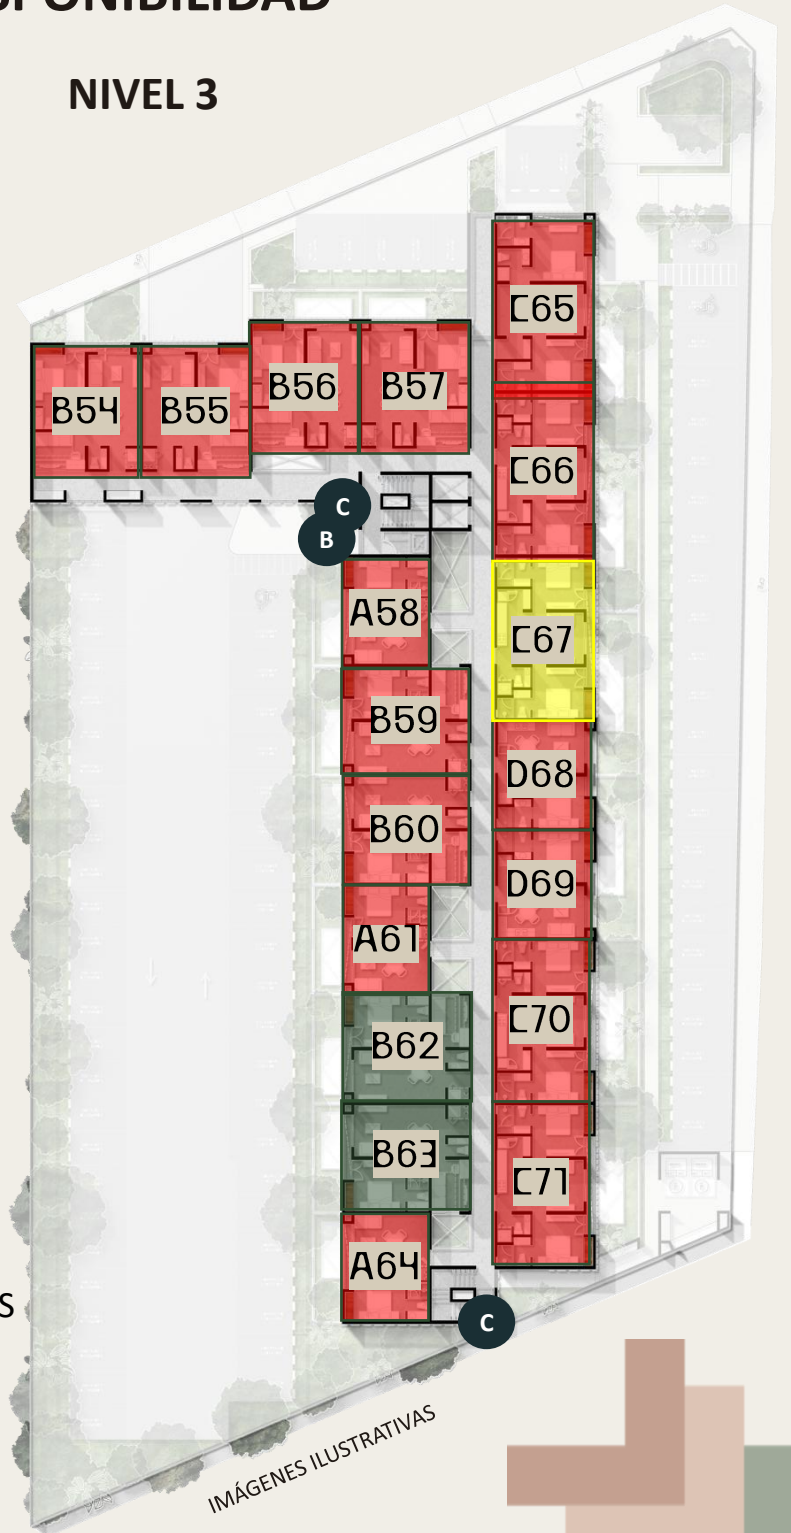 SPONIBILIDAD
NIVEL 3
C65
B54
B55
B56
B57
C66
C
B
A58
C67
B59
D68
B60
D69
A61
C70
B62
B63
C71
A64
S
C
IMÁGENES ILUSTRATIVAS